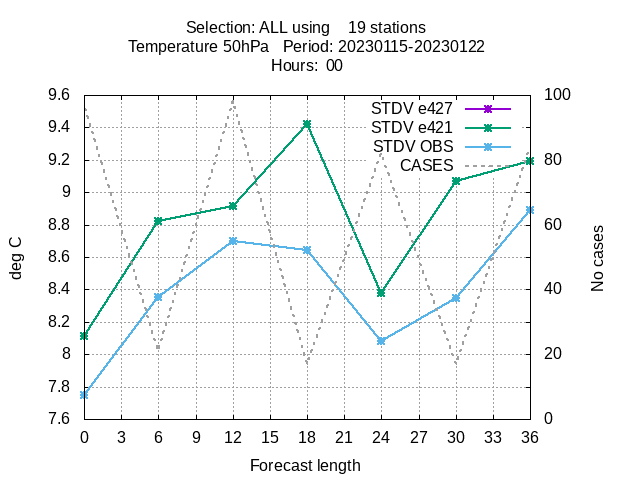 Selection: ALL using 19 stations
Temperature 50hPa Period: 20230115-20230122
Hours: 00
STDV e427
STDV e421
STDV OBS
CASES
deg C
No cases
9.6
9.4
9.2
9
8.8
8.6
8.4
8.2
8
7.8
7.6
100
80
60
40
20
0
0 3 6 9 12 15 18 21 24 27 30 33 36
Forecast length